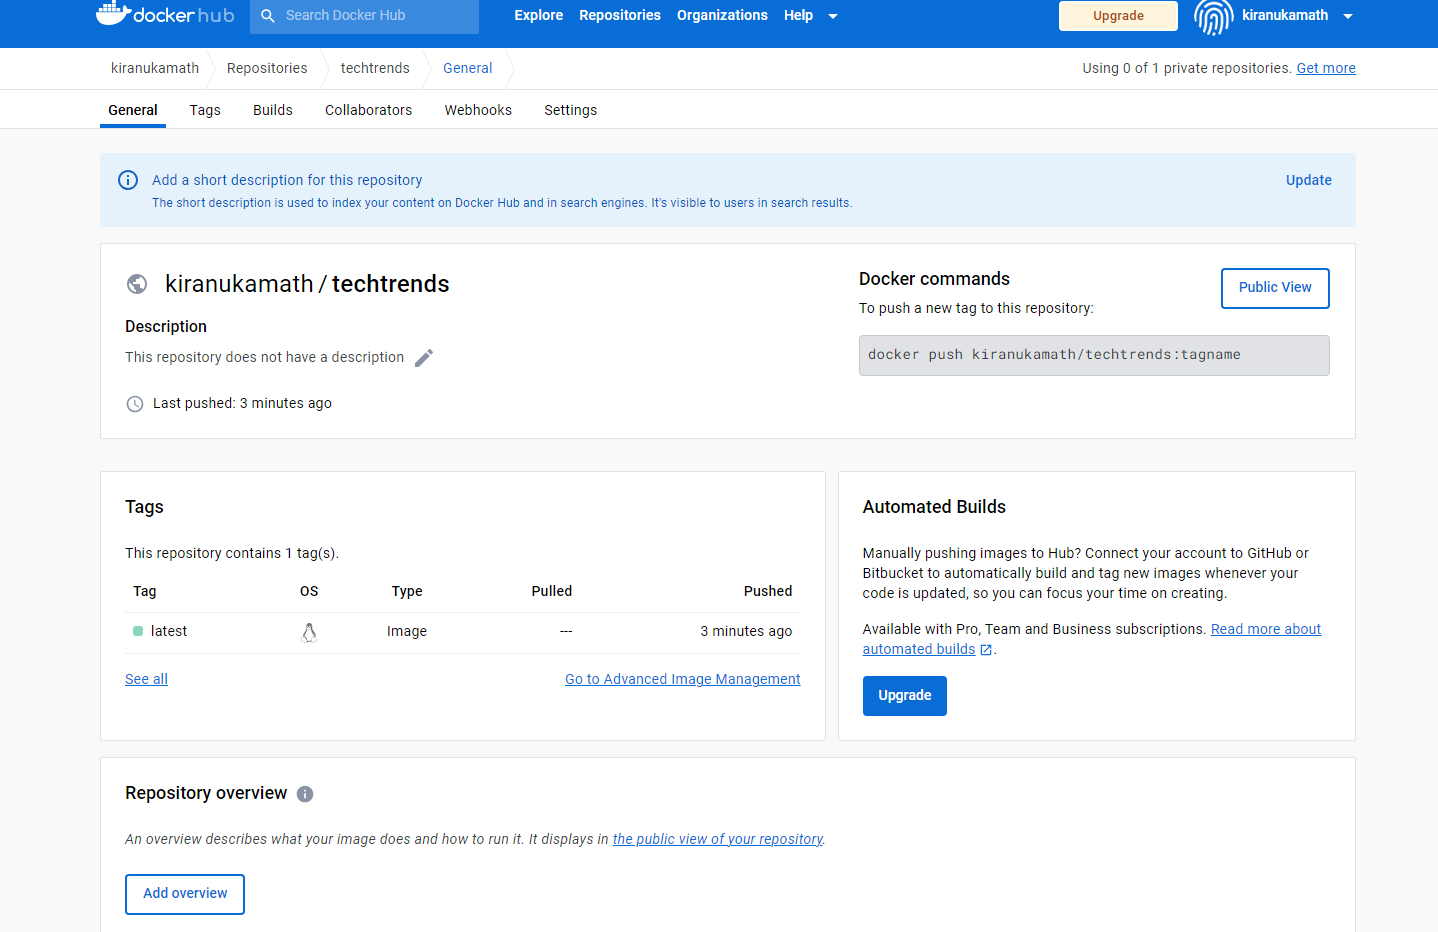 docker hub
Search Docker Hub
Explore Repositories Organizations Help
Upgrade
kiranukamath
kiranukamath
Repositories
techtrends
General
Using 0 of 1 private repositories. Get more
General
Tags
Builds
Collaborators
Webhooks
Settings
Add a short description for this repository
Update
The short description is used to index your content on Docker Hub and in search engines. It's visible to users in search results.
kiranukamath / techtrends
Description
This repository does not have a description
Last pushed: 3 minutes ago
Docker commands
Public View
To push a new tag to this repository:
docker push kiranukamath/techtrends:tagname
Tags
This repository contains 1 tag(s).
Tag OS Type Pulled Pushed
latest Image --- 3 minutes ago
See all
Go to Advanced Image Management
Automated Builds
Manually pushing images to Hub? Connect your account to GitHub or
Bitbucket to automatically build and tag new images whenever your
code is updated, so you can focus your time on creating.
Available with Pro, Team and Business subscriptions. Read more about
automated builds .
Upgrade
Repository overview
An overview describes what your image does and how to run it. It displays in the public view of your repository.
Add overview